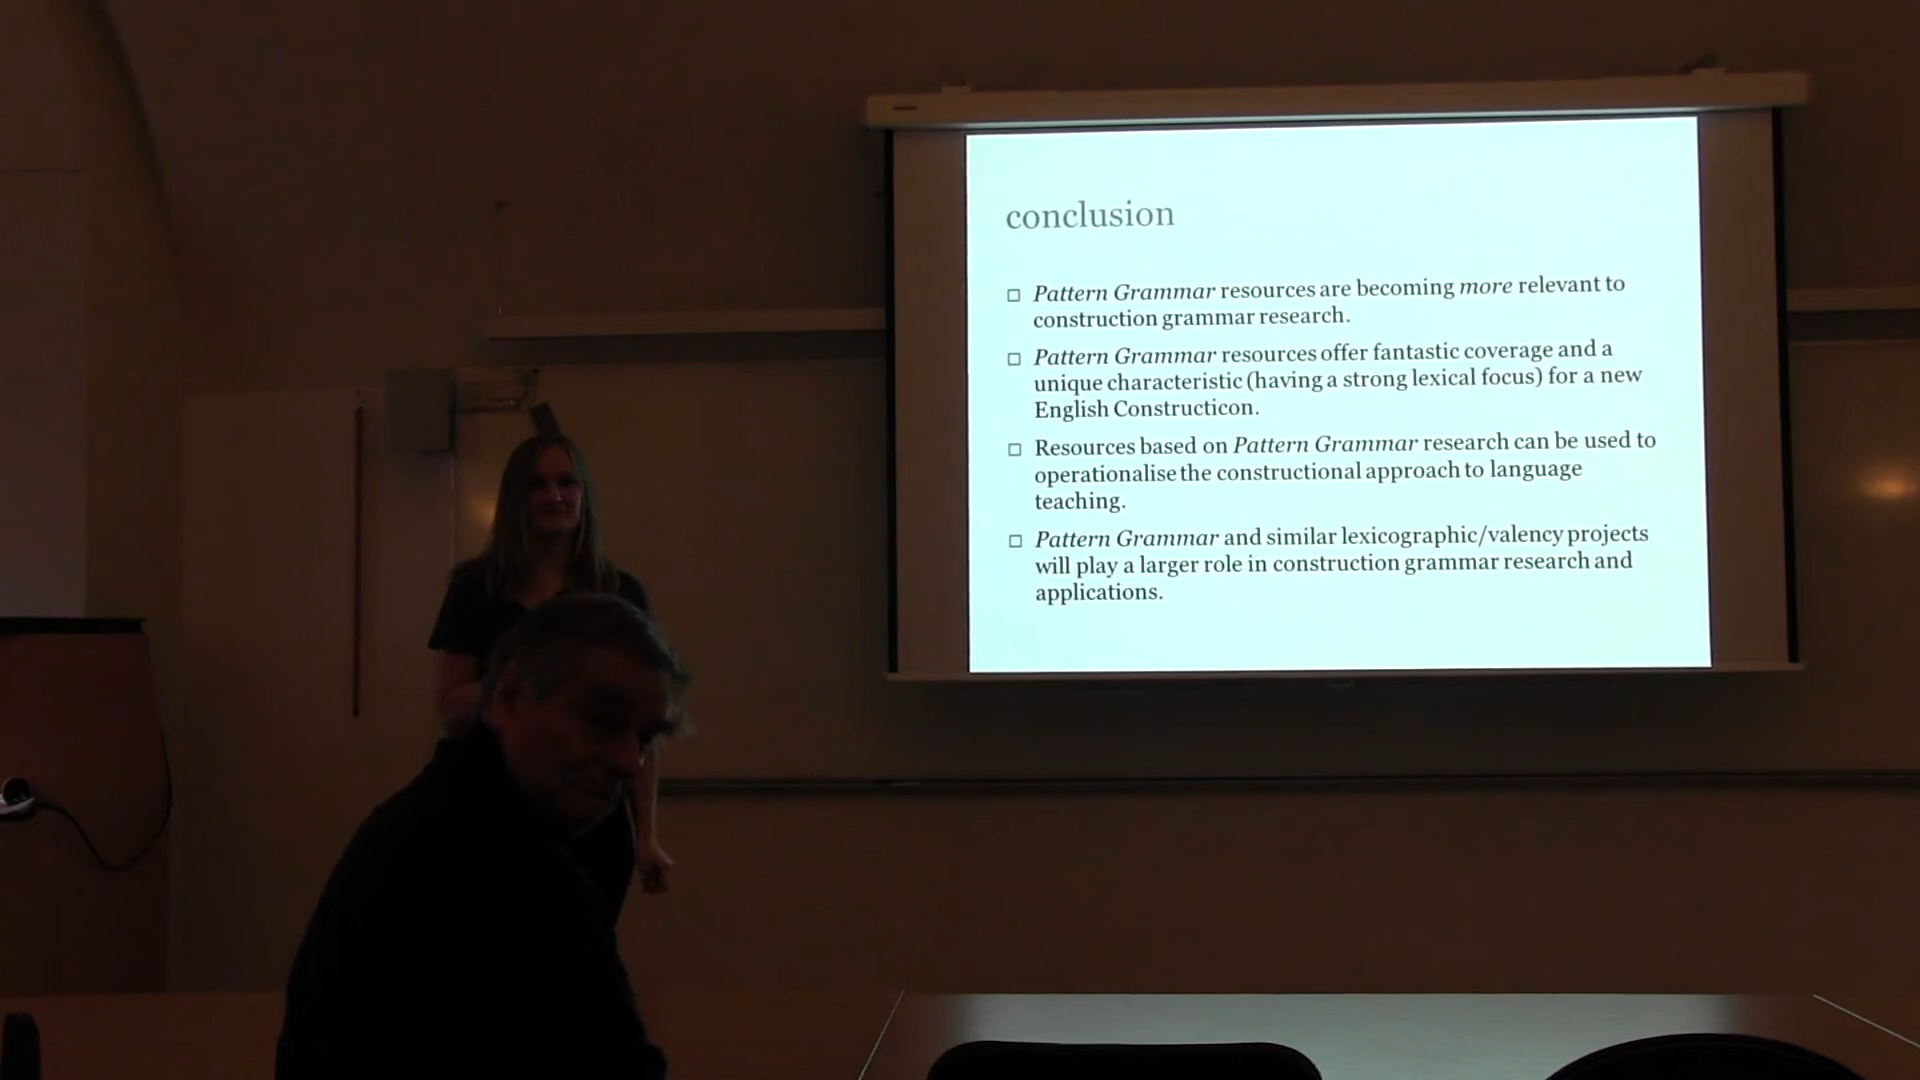 conclusion
□ Pattern Grammar resources are becoming more relevant to
construction grammar research.
□ Pattern Grammar resources offer fantastic coverage and a
unique characteristic (having a strong lexical focus) for a new
English Constructicon.
□ Resources based on Pattern Grammar research can be used to
operationalise the constructional approach to language
teaching.
□ Pattern Grammar and similar lexicographic/valency projects
will play a larger role in construction grammar research and
applications.